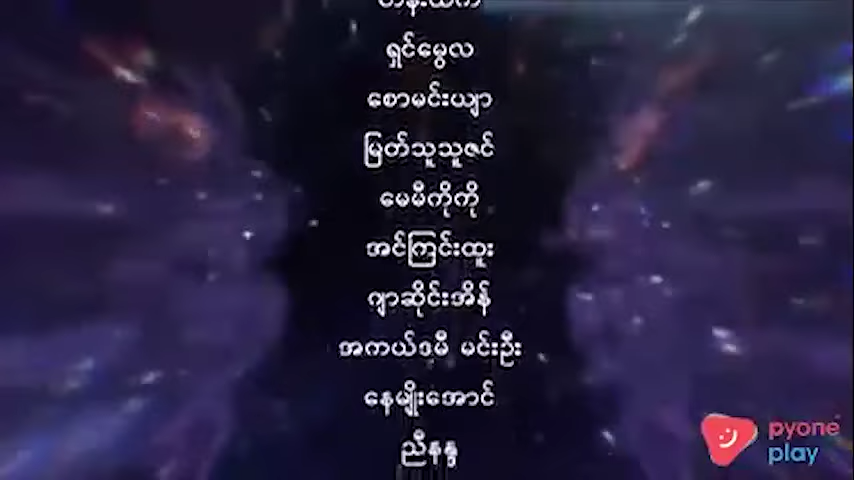 ရှင်မွေလ
စောမင်းယျာ
မြတ်သူသူဇင်
မေမီကိုကို
အင်ကြင်းထူး
ဂျာဆိုင်းအိန်
အကယ်ဒမီ မင်းဦး
နေမျိုးအောင်
ညီနန္ဒ
pyone
play